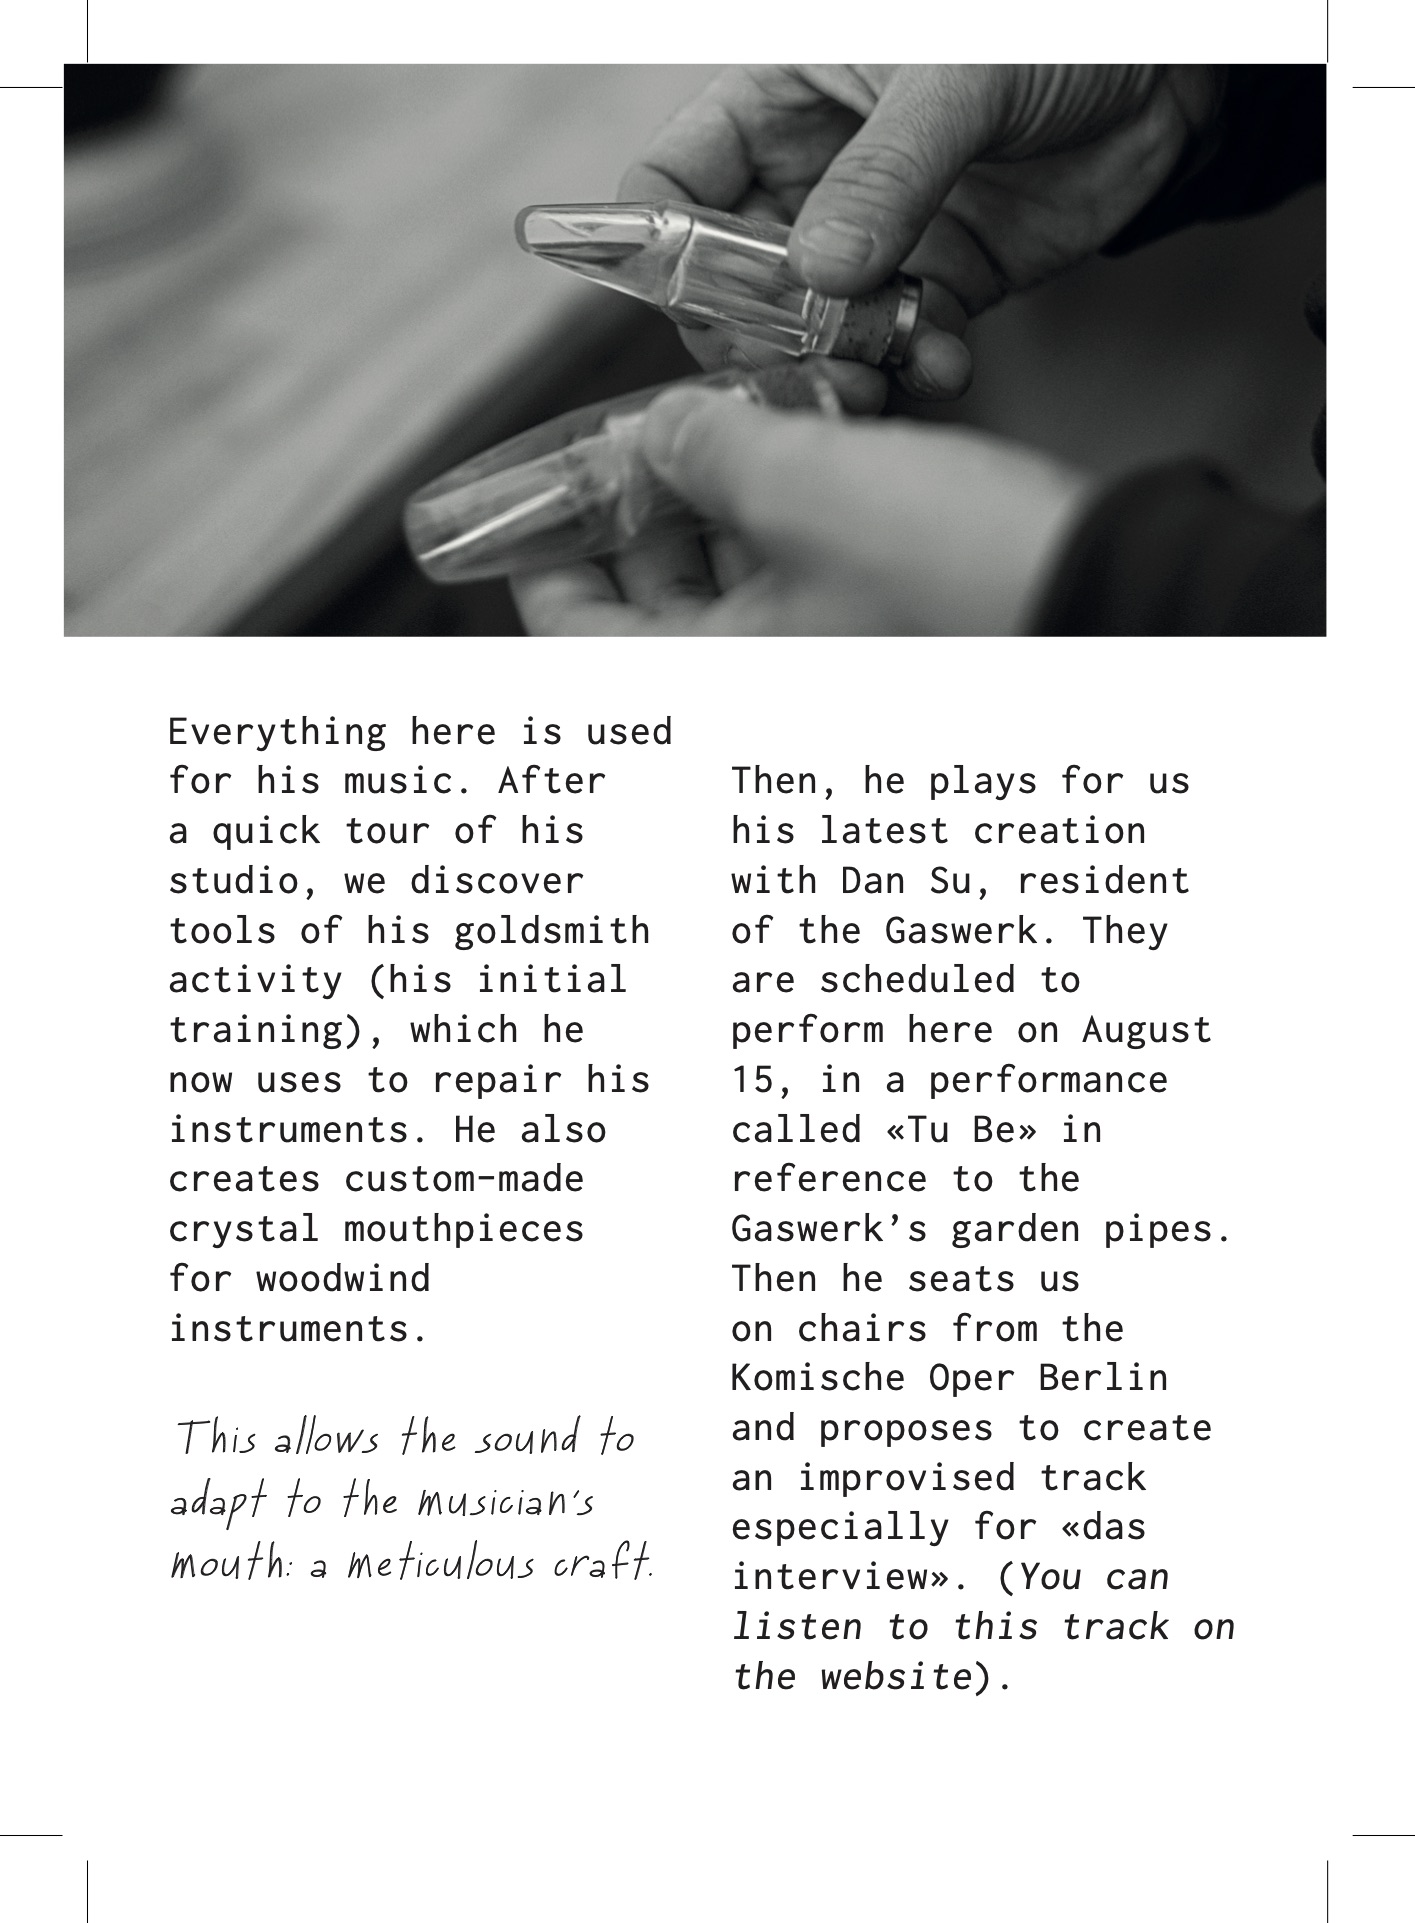 Everything here is used
for his music. After
a quick tour of his
studio, we discover
tools of his goldsmith
activity (his initial
training), which he
now uses to repair his
instruments. He also
creates custom-made
crystal mouthpieces
for woodwind
instruments.
This allows the sound to
adapt to the musician's
mouth: a meticulous craft.
Then, he plays for us
his latest creation
with Dan Su, resident
of the Gaswerk. They
are scheduled to
perform here on August
15, in a performance
called «Tu Be» in
reference to the
Gaswerk’s garden pipes.
Then he seats us
on chairs from the
Komische Oper Berlin
and proposes to create
an improvised track
especially for «das
interview». (You can
listen to this track on
the website).